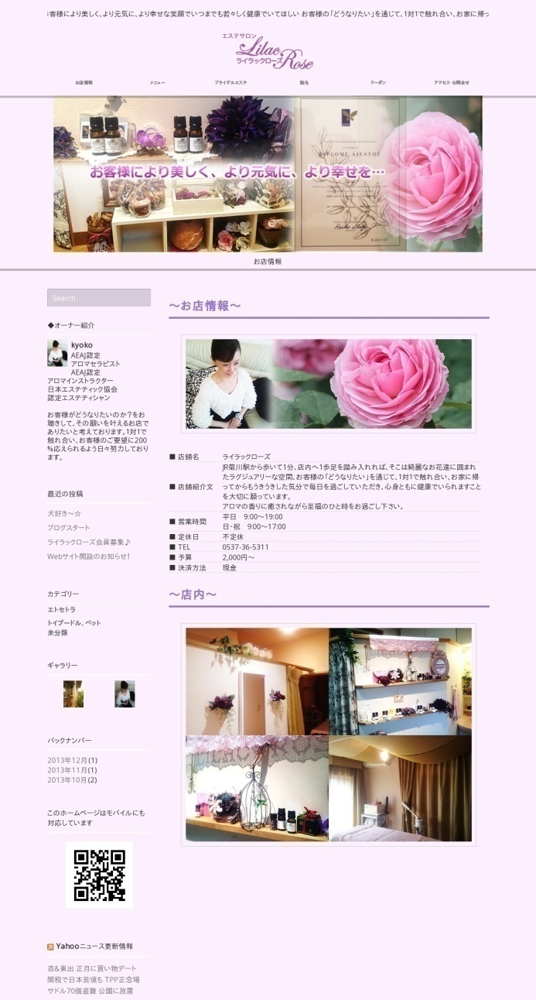 お客様により美しく、より元気に、より幸せな笑顔でいつまでも若々しく健康でいてほしい お客様の「どうなりたい」を通じて、1対1で触れ合い、お家に帰っ
エステサロン
Lilac
ライラックローズ
Rose
お店情報 メニュー ブライダルエステ 脱毛 クーポン アクセス・お問合せ
DIPLOME AJESTHE
お客様により美しく、より元気に、より幸せを…
お店情報
Search ...
◆オーナー紹介
kyoko
AEAJ認定
アロマセラピスト
AEAJ認定
アロマインストラクター
日本エステティック協会
認定エステティシャン
お客様がどうなりたいのか?をお
聴きして、その願いを叶えるお店で
ありたいと考えております。1対1で
触れ合い、お客様のご要望に200
%応えられるよう日々努力しており
ます。
最近の投稿
犬好き〜☆
ブログスタート
ライラックローズ会員募集♪
Webサイト開設のお知らせ!
カテゴリー
エトセトラ
トイプードル、ペット
未分類
ギャラリー
バックナンバー
2013年12月(1)
2013年11月(1)
2013年10月(2)
このホームページはモバイルにも
対応しています
Yahooニュース更新情報
杏&東出 正月に買い物デート
関税で日本苦境も TPP正念場
サドル70個盗難 公園に放置
〜お店情報〜
■ 店舗名 ライラックローズ
■ 店舗紹介文 JR菊川駅から歩いて1分、店内へ1歩足を踏み入れれば、そこは綺麗なお花達に囲まれ
たラグジュアリーな空間、お客様の「どうなりたい」を通じて、1対1で触れ合い、お家に帰
ってからもうきうきした気分で毎日を過ごしていただき、心身ともに健康でいられますこと
を大切に願っています。
アロマの香りに癒されながら至福のひと時をお過ごし下さい。
■ 営業時間 平日 9:00〜19:00
日・祝 9:00〜17:00
■ 定休日 不定休
■ TEL 0537-36-5311
■ 予算 2,000円〜
■ 決済方法 現金
〜店内〜